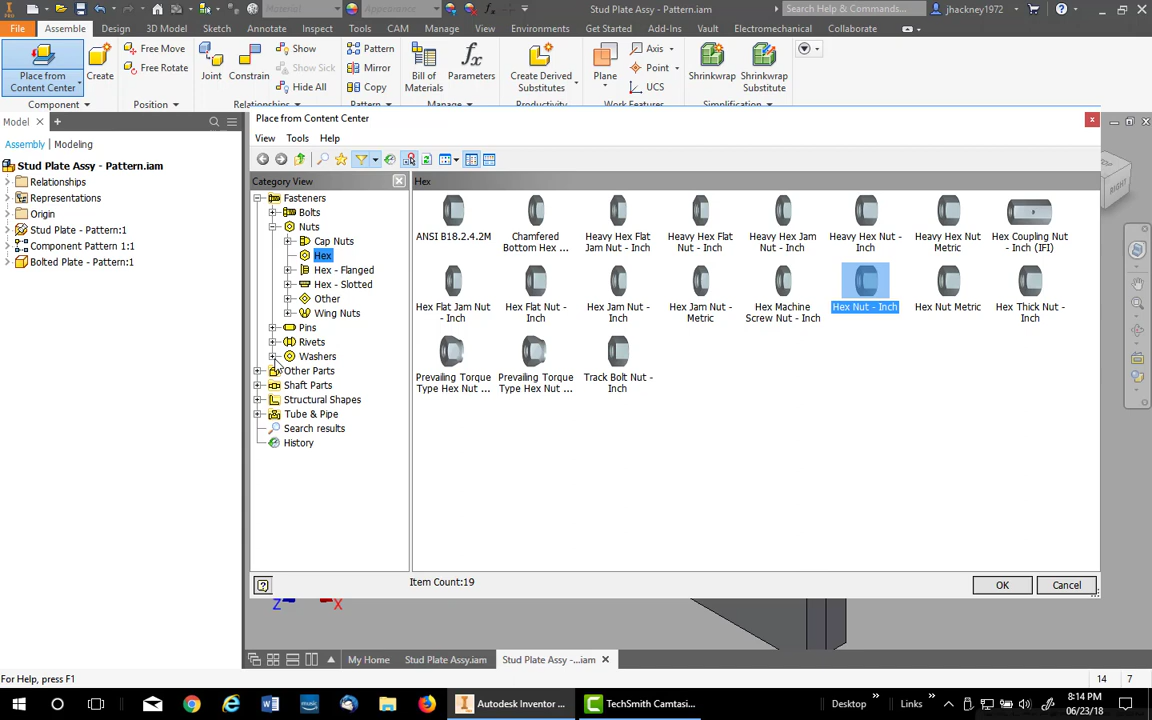 Material
Appearance
Stud Plate Assy - Pattern.iam
Search Help & Commands...
jhackney1972
File
Assemble
Design
3D Model
Sketch
Annotate
Inspect
Tools
CAM
Manage
View
Environments
Get Started
Add-Ins
Vault
Electromechanical
Collaborate
Place from
Content Center
Create
Free Move
Free Rotate
Joint
Constrain
Show
Show Sick
Hide All
Pattern
Mirror
Copy
Bill of
Materials
Parameters
Create Derived
Substitutes
Plane
Axis
Point
UCS
Shrinkwrap
Shrinkwrap
Substitute
Component
Position
Relationships
Pattern
Manage
Productivity
Work Features
Simplification
Model
Assembly
Modeling
Stud Plate Assy - Pattern.iam
Relationships
Representations
Origin
Stud Plate - Pattern:1
Component Pattern 1:1
Bolted Plate - Pattern:1
Place from Content Center
View
Tools
Help
Category View
Hex
Fasteners
Bolts
Nuts
Cap Nuts
Hex
Hex - Flanged
Hex - Slotted
Other
Wing Nuts
Pins
Rivets
Washers
Other Parts
Shaft Parts
Structural Shapes
Tube & Pipe
Search results
History
ANSI B18.2.4.2M
Chamfered
Bottom Hex ...
Heavy Hex Flat
Jam Nut - Inch
Heavy Hex Flat
Nut - Inch
Heavy Hex Jam
Nut - Inch
Heavy Hex Nut -
Inch
Heavy Hex Nut
Metric
Hex Coupling Nut
- Inch (IFI)
Hex Flat Jam Nut
- Inch
Hex Flat Nut -
Inch
Hex Jam Nut -
Inch
Hex Jam Nut -
Metric
Hex Machine
Screw Nut - Inch
Hex Nut - Inch
Hex Nut Metric
Hex Thick Nut -
Inch
Prevailing Torque
Type Hex Nut ...
Prevailing Torque
Type Hex Nut ...
Track Bolt Nut -
Inch
Item Count:19
OK
Cancel
RIGHT
Z
X
My Home
Stud Plate Assy.iam
Stud Plate Assy -...iam
For Help, press F1
14
7
Autodesk Inventor ...
TechSmith Camtasi...
Desktop
Links
8:14 PM
06/23/18